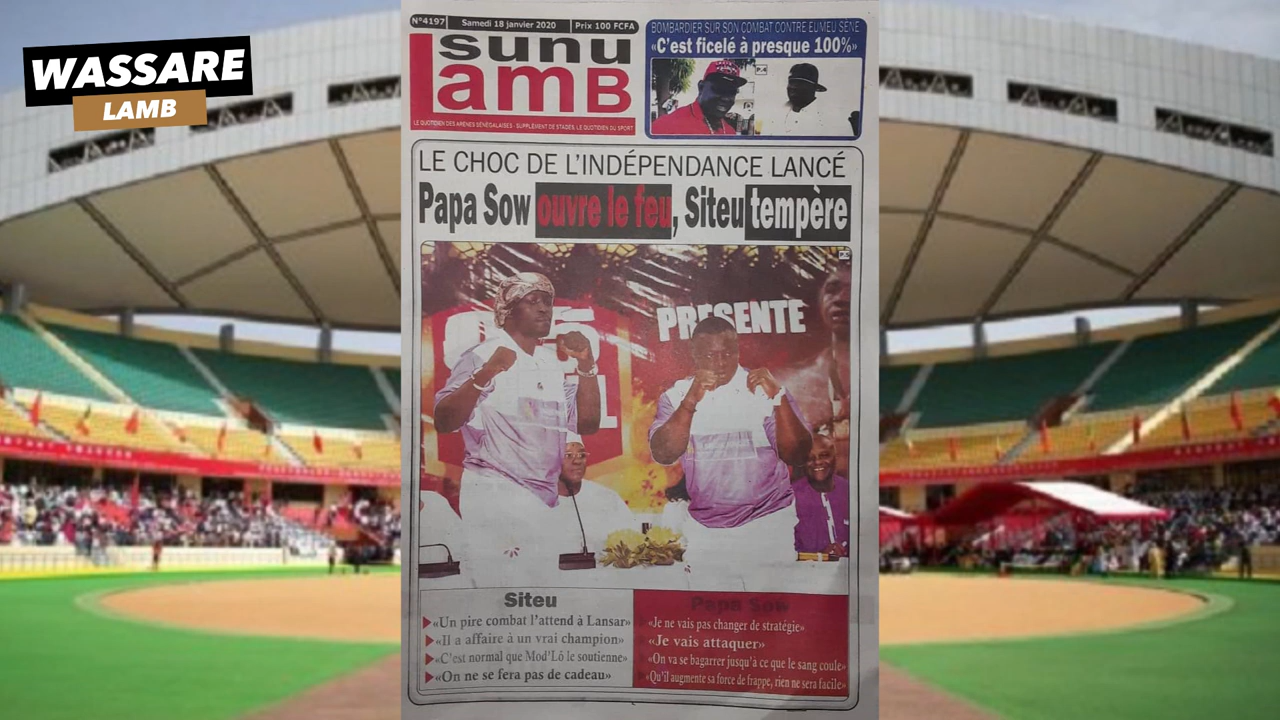 WASSARE
LAMB
N°4197 Samedi 18 janvier 2020 Prix 100 FCFA
sunu
LamB
LE QUOTIDIEN DES ARÈNES SÉNÉGALAISES - SUPPLÉMENT DE STADES, LE QUOTIDIEN DU SPORT
BOMBARDIER SUR SON COMBAT CONTRE EUMEU SÈNE
«C'est ficelé à presque 100%»
P.4
LE CHOC DE L'INDÉPENDANCE LANCÉ
Papa Sow ouvre le feu, Siteu tempère
P.5
PRESENTE
Siteu
«Un pire combat l'attend à Lansar»
«Il a affaire à un vrai champion»
«C'est normal que Mod'Lô le soutienne»
«On ne se fera pas de cadeau»
Papa Sow
«Je ne vais pas changer de stratégie»
«Je vais attaquer»
«On va se bagarrer jusqu'à ce que le sang coule»
«Qu'il augmente sa force de frappe, rien ne sera facile»